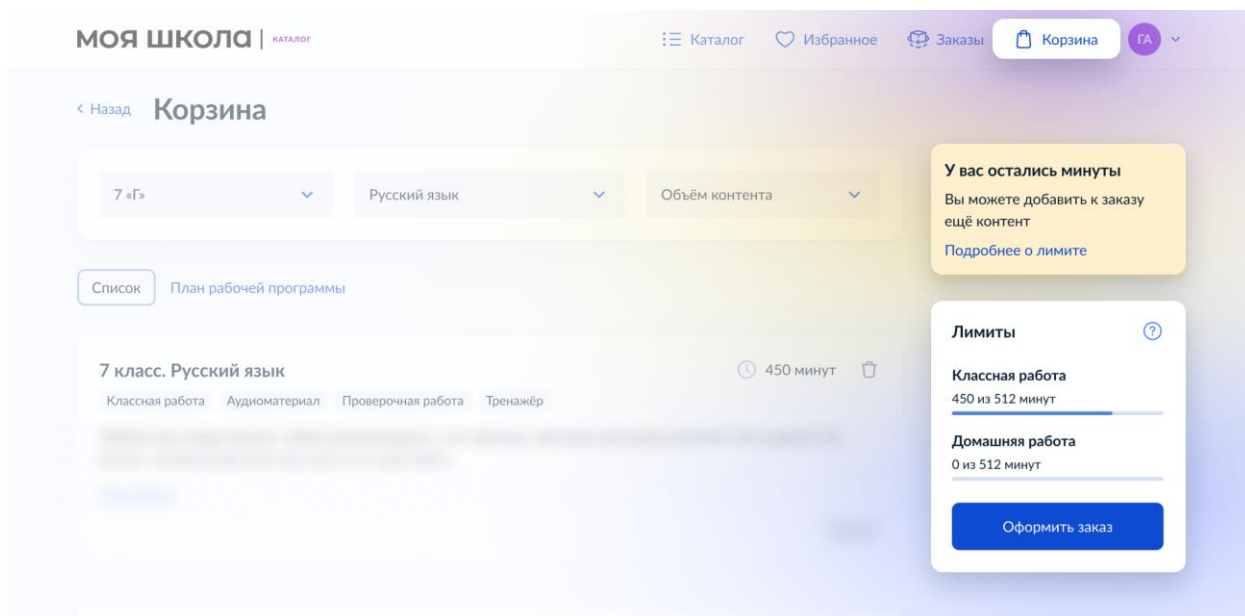 МОЯ ШКОЛА | КАТАЛОГ
Каталог
Избранное
Заказы
Корзина
ГА
Назад
Корзина
7 «Г»
Русский язык
Объём контента
Список
План рабочей программы
7 класс. Русский язык
450 минут
Классная работа Аудиоматериал Проверочная работа Тренажёр
У вас остались минуты
Вы можете добавить к заказу
ещё контент
Подробнее о лимите
Лимиты
?
Классная работа
450 из 512 минут
Домашняя работа
0 из 512 минут
Оформить заказ